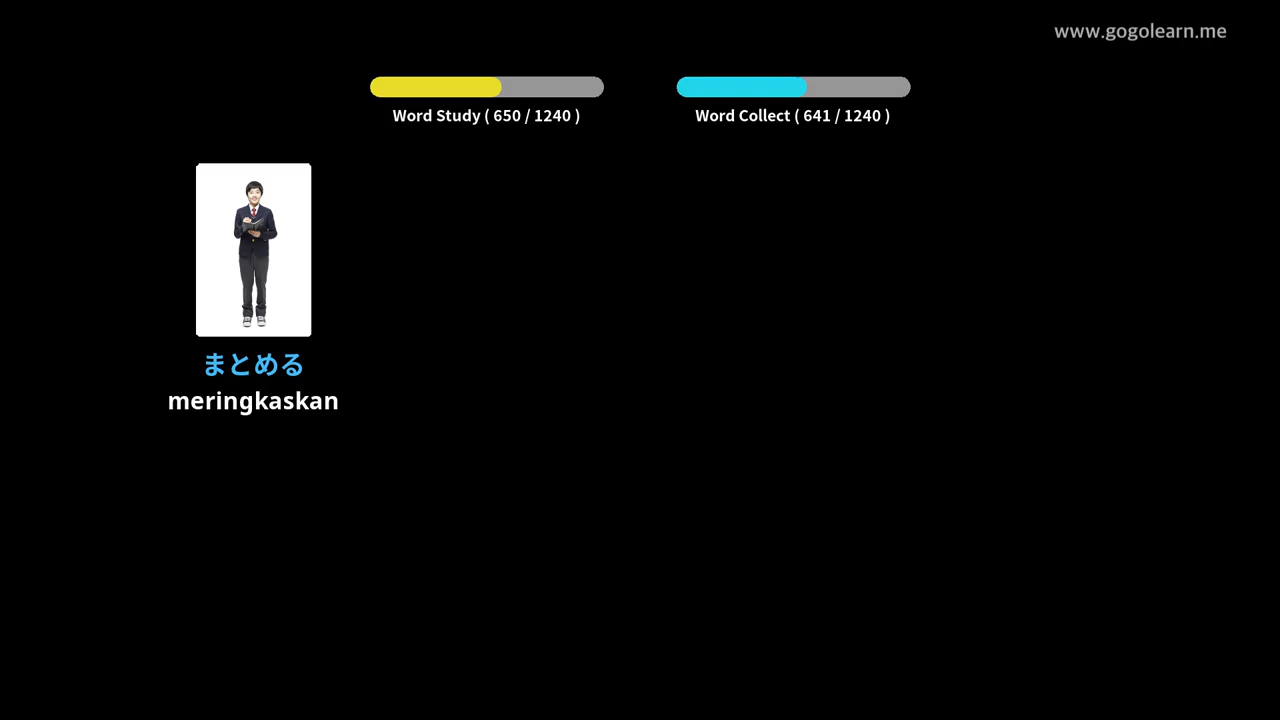 www.gogolearn.me
Word Study ( 650 / 1240 )
Word Collect ( 641 / 1240 )
まとめる
meringkaskan